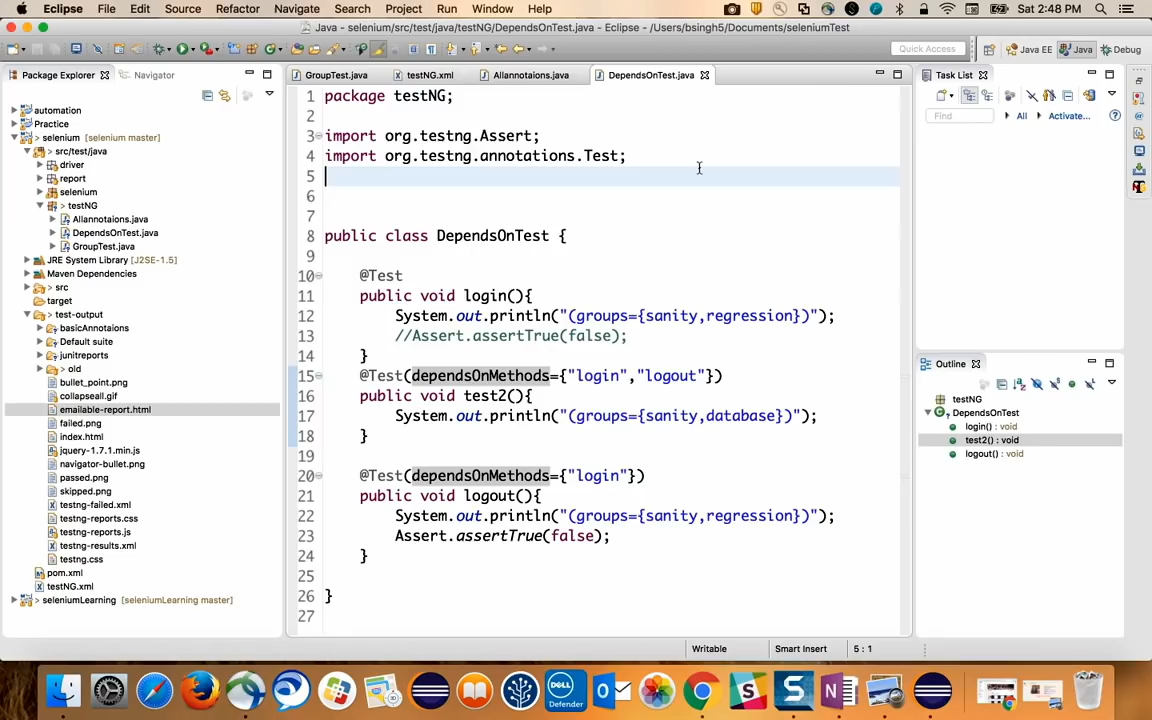 Eclipse File Edit Source Refactor Navigate Search Project Run Window Help
Sat 2:48 PM
Java - selenium/src/test/java/testNG/DependsOnTest.java - Eclipse - /Users/bsingh5/Documents/seleniumTest
Quick Access
Java EE
Java
Debug
Package Explorer
Navigator
GroupTest.java
testNG.xml
Allannotaions.java
DependsOnTest.java
Task List
Find
All
Activate...
automation
Practice
> selenium [selenium master]
> src/test/java
driver
report
selenium
> testNG
Allannotaions.java
DependsOnTest.java
GroupTest.java
JRE System Library [J2SE-1.5]
Maven Dependencies
> src
target
> test-output
basicAnnotaions
Default suite
junitreports
> old
bullet_point.png
collapseall.gif
emailable-report.html
failed.png
index.html
jquery-1.7.1.min.js
navigator-bullet.png
passed.png
skipped.png
testng-failed.xml
testng-reports.css
testng-reports.js
testng-results.xml
testng.css
pom.xml
testNG.xml
> seleniumLearning [seleniumLearning master]
1 package testNG;
2
3 import org.testng.Assert;
4 import org.testng.annotations.Test;
5
6
7
8 public class DependsOnTest {
9
10 @Test
11 public void login(){
12 System.out.println("(groups={sanity,regression})");
13 //Assert.assertTrue(false);
14 }
15 @Test(dependsOnMethods={"login","logout"})
16 public void test2(){
17 System.out.println("(groups={sanity,database})");
18 }
19
20 @Test(dependsOnMethods={"login"})
21 public void logout(){
22 System.out.println("(groups={sanity,regression})");
23 Assert.assertTrue(false);
24 }
25
26 }
27
Outline
testNG
DependsOnTest
login() : void
test2() : void
logout() : void
Writable
Smart Insert
5 : 1
DELL
Defender